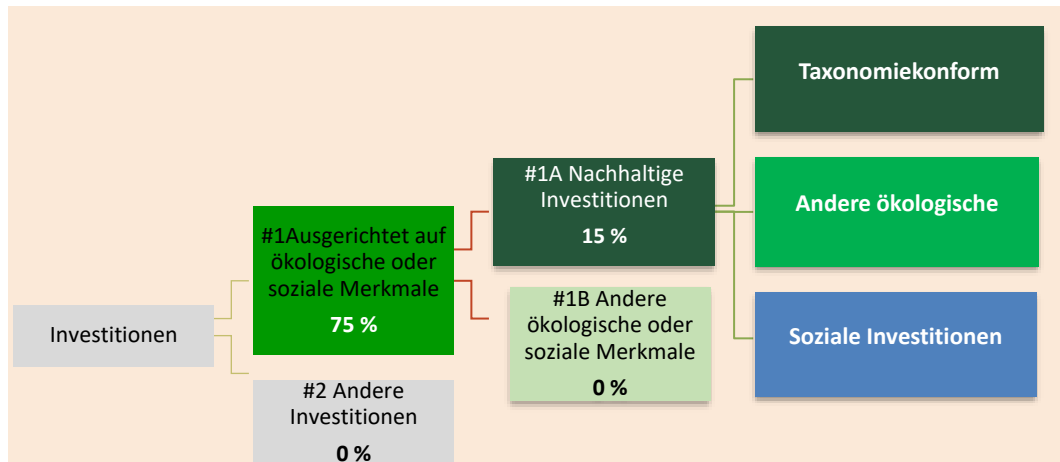 Investitionen
#1Ausgerichtet auf
ökologische oder
soziale Merkmale
75 %
#2 Andere
Investitionen
0 %
#1A Nachhaltige
Investitionen
15 %
#1B Andere
ökologische oder
soziale Merkmale
0 %
Taxonomiekonform
Andere ökologische
Soziale Investitionen